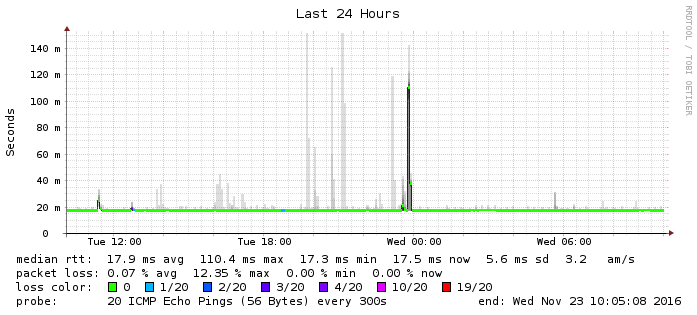 Last 24 Hours
RRDTOOL / TOBI OETIKER
Seconds
140 m
120 m
100 m
80 m
60 m
40 m
20 m
0
Tue 12:00 Tue 18:00 Wed 00:00 Wed 06:00
median rtt: 17.9 ms avg 110.4 ms max 17.3 ms min 17.5 ms now 5.6 ms sd 3.2 am/s
packet loss: 0.07 % avg 12.35 % max 0.00 % min 0.00 % now
loss color: 0 1/20 2/20 3/20 4/20 10/20 19/20
probe: 20 ICMP Echo Pings (56 Bytes) every 300s end: Wed Nov 23 10:05:08 2016